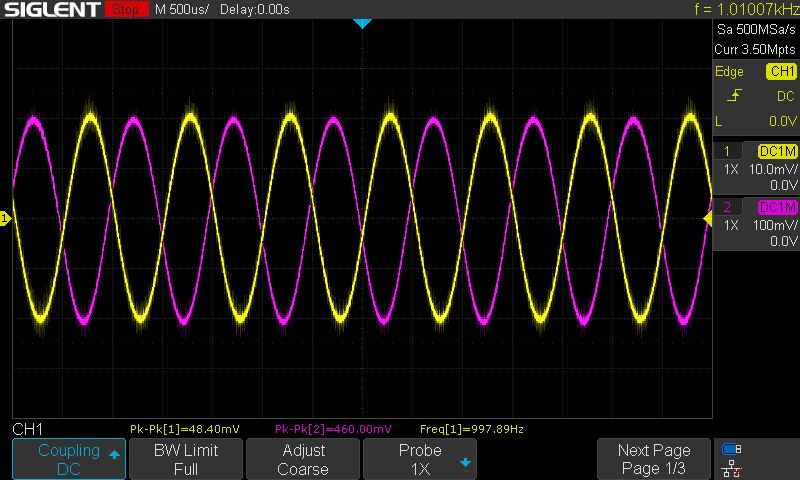 SIGLENT Stop M 500us/ Delay:0.00s f = 1.01007kHz
Sa 500MSa/s
Curr 3.50Mpts
Edge CH1
DC
L 0.0V
1 DC1M
1X 10.0mV/
0.0V
2 DC1M
1X 100mV/
0.0V
1
CH1 Pk-Pk[1]=48.40mV Pk-Pk[2]=460.00mV Freq[1]=997.89Hz
Coupling BW Limit Adjust Probe Next Page
DC Full Coarse 1X Page 1/3